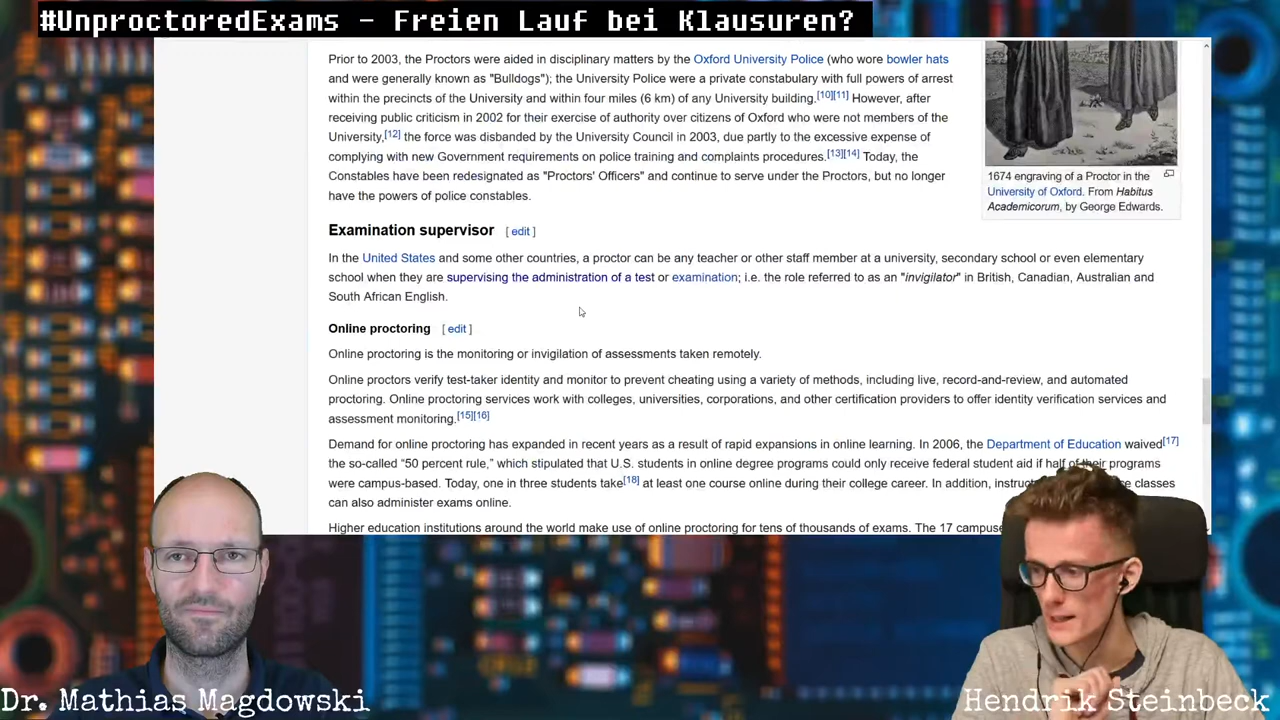 #UnproctoredExams - Freien Lauf bei Klausuren?
Prior to 2003, the Proctors were aided in disciplinary matters by the Oxford University Police (who wore bowler hats
and were generally known as "Bulldogs"); the University Police were a private constabulary with full powers of arrest
within the precincts of the University and within four miles (6 km) of any University building.[10][11] However, after
receiving public criticism in 2002 for their exercise of authority over citizens of Oxford who were not members of the
University,[12] the force was disbanded by the University Council in 2003, due partly to the excessive expense of
complying with new Government requirements on police training and complaints procedures.[13][14] Today, the
Constables have been redesignated as "Proctors' Officers" and continue to serve under the Proctors, but no longer
have the powers of police constables.
1674 engraving of a Proctor in the
University of Oxford. From Habitus
Academicorum, by George Edwards.
Examination supervisor [ edit ]
In the United States and some other countries, a proctor can be any teacher or other staff member at a university, secondary school or even elementary
school when they are supervising the administration of a test or examination; i.e. the role referred to as an "invigilator" in British, Canadian, Australian and
South African English.
Online proctoring [ edit ]
Online proctoring is the monitoring or invigilation of assessments taken remotely.
Online proctors verify test-taker identity and monitor to prevent cheating using a variety of methods, including live, record-and-review, and automated
proctoring. Online proctoring services work with colleges, universities, corporations, and other certification providers to offer identity verification services and
assessment monitoring.[15][16]
Demand for online proctoring has expanded in recent years as a result of rapid expansions in online learning. In 2006, the Department of Education waived[17]
the so-called “50 percent rule,” which stipulated that U.S. students in online degree programs could only receive federal student aid if half of their programs
were campus-based. Today, one in three students take[18] at least one course online during their college career. In addition, classes
can also administer exams online.
Higher education institutions around the world make use of online proctoring for tens of thousands of exams. The 17
Dr. Mathias Magdowski
Hendrik Steinbeck